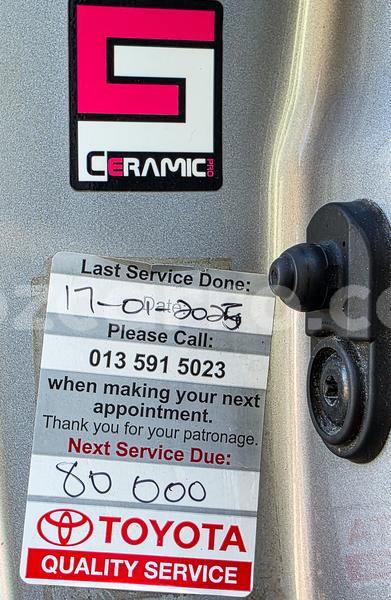 CERAMIC PRO
Last Service Done:
Date:
17-01-2025
Please Call:
013 591 5023
when making your next
appointment.
Thank you for your patronage.
Next Service Due:
80 000
TOYOTA
QUALITY SERVICE